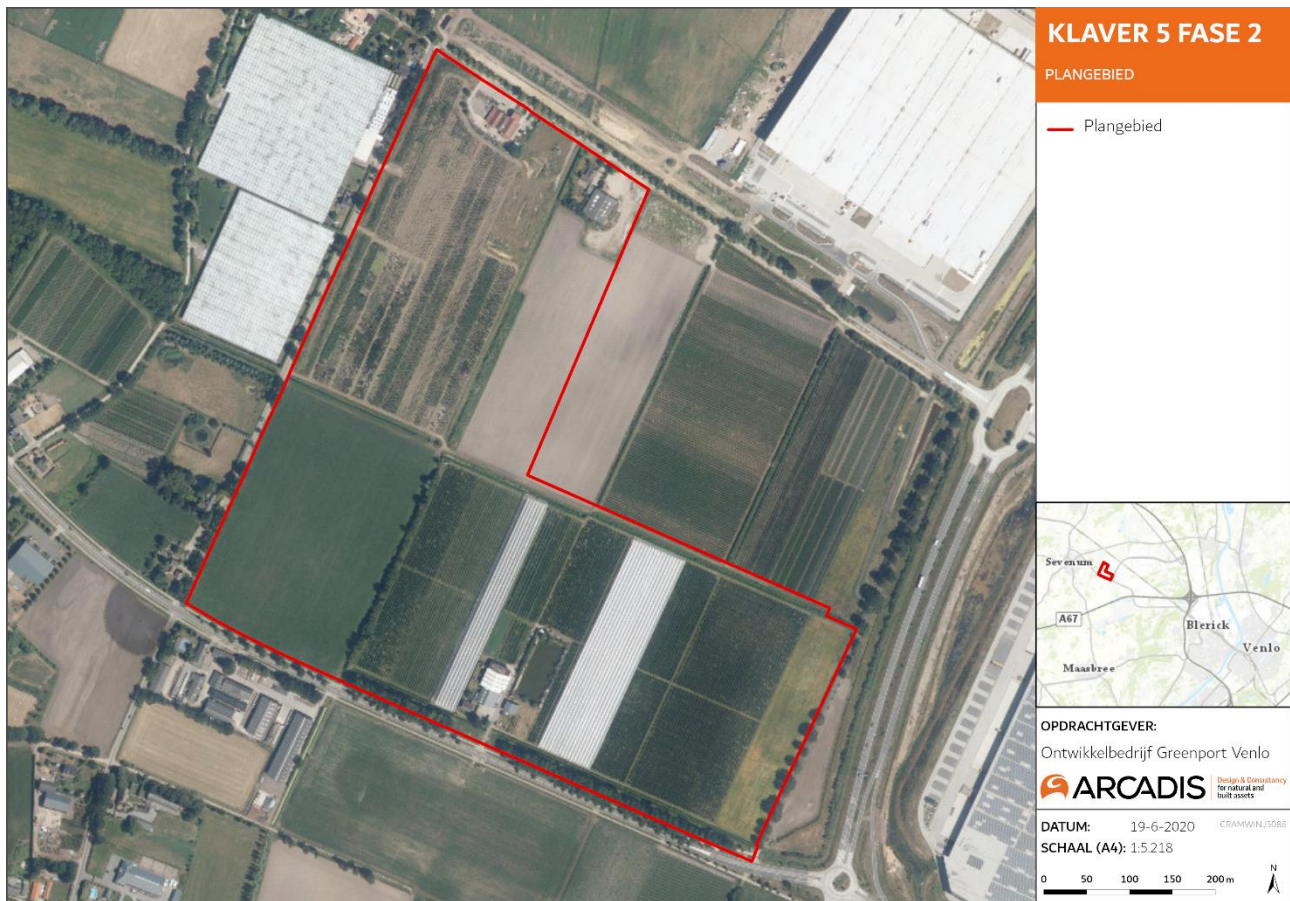 KLAVER 5 FASE 2
PLANGEBIED
Plangebied
Sevenum
A67
Blerick
Venlo
Maasbree
OPDRACHTGEVER:
Ontwikkelbedrijf Greenport Venlo
ARCADIS
Design & Consultancy
for natural and
built assets
DATUM: 19-6-2020
SCHAAL (A4): 1:5.218
0 50 100 150 200 m
N